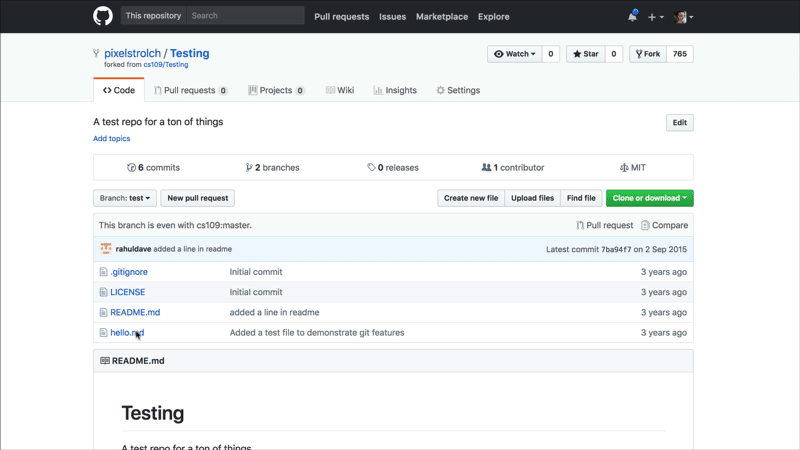 This repository Search Pull requests Issues Marketplace Explore
pixelstrolch / Testing Watch 0 Star 0 Fork 765
forked from cs109/Testing
Code Pull requests 0 Projects 0 Wiki Insights Settings
A test repo for a ton of things Edit
Add topics
6 commits 2 branches 0 releases 1 contributor MIT
Branch: test New pull request Create new file Upload files Find file Clone or download
This branch is even with cs109:master. Pull request Compare
rahuldave added a line in readme Latest commit 7ba94f7 on 2 Sep 2015
.gitignore Initial commit 3 years ago
LICENSE Initial commit 3 years ago
README.md added a line in readme 3 years ago
hello.md Added a test file to demonstrate git features 3 years ago
README.md
Testing
A test repo for a ton of things